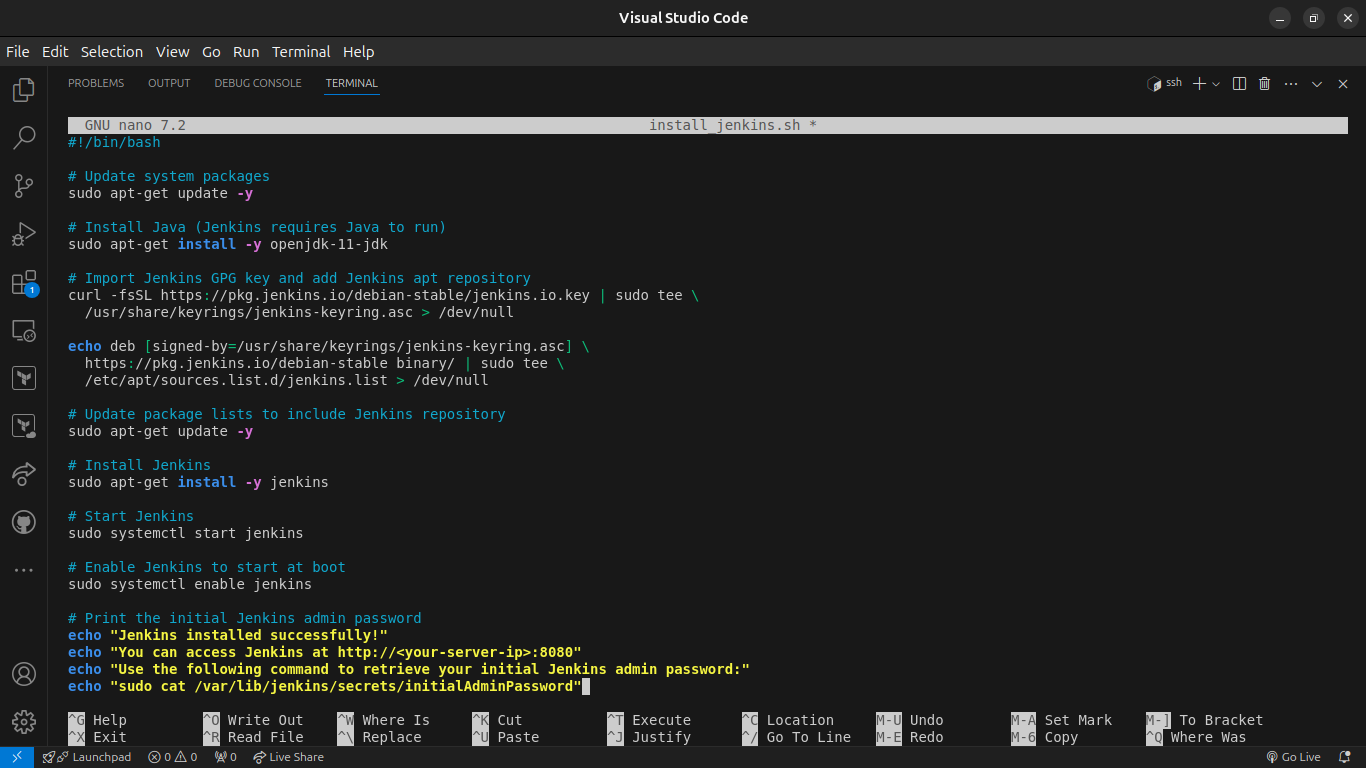 Visual Studio Code
File Edit Selection View Go Run Terminal Help
PROBLEMS OUTPUT DEBUG CONSOLE TERMINAL ssh
GNU nano 7.2 install_jenkins.sh *
#!/bin/bash
# Update system packages
sudo apt-get update -y
# Install Java (Jenkins requires Java to run)
sudo apt-get install -y openjdk-11-jdk
# Import Jenkins GPG key and add Jenkins apt repository
curl -fsSL https://pkg.jenkins.io/debian-stable/jenkins.io.key | sudo tee \
/usr/share/keyrings/jenkins-keyring.asc > /dev/null
echo deb [signed-by=/usr/share/keyrings/jenkins-keyring.asc] \
https://pkg.jenkins.io/debian-stable binary/ | sudo tee \
/etc/apt/sources.list.d/jenkins.list > /dev/null
# Update package lists to include Jenkins repository
sudo apt-get update -y
# Install Jenkins
sudo apt-get install -y jenkins
# Start Jenkins
sudo systemctl start jenkins
# Enable Jenkins to start at boot
sudo systemctl enable jenkins
# Print the initial Jenkins admin password
echo "Jenkins installed successfully!"
echo "You can access Jenkins at http://<your-server-ip>:8080"
echo "Use the following command to retrieve your initial Jenkins admin password:"
echo "sudo cat /var/lib/jenkins/secrets/initialAdminPassword"
^G Help ^O Write Out ^W Where Is ^K Cut ^T Execute ^C Location M-U Undo M-A Set Mark M-] To Bracket
^X Exit ^R Read File ^\ Replace ^U Paste ^J Justify ^/ Go To Line M-E Redo M-6 Copy ^Q Where Was
1
Launchpad 0 0 0 Live Share Go Live